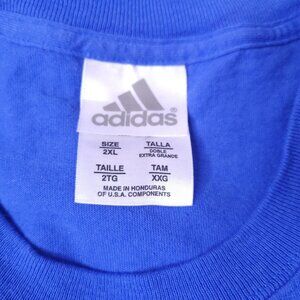 adidas®
SIZE TALLA
2XL DOBLE
EXTRA GRANDE
TAILLE TAM
2TG XXG
MADE IN HONDURAS
OF U.S.A. COMPONENTS